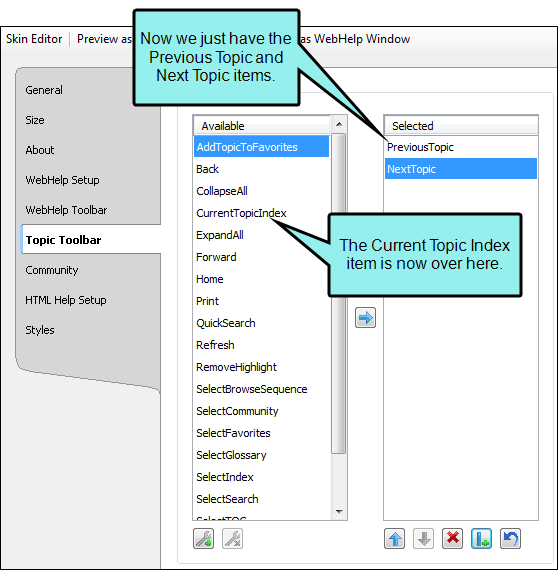 Now we just have the
Previous Topic and
Next Topic items.
Skin Editor Preview as WebHelp Window
General
Size
About
WebHelp Setup
WebHelp Toolbar
Topic Toolbar
Community
HTML Help Setup
Styles
Available
AddTopicToFavorites
Back
CollapseAll
CurrentTopicIndex
ExpandAll
Forward
Home
Print
QuickSearch
Refresh
RemoveHighlight
SelectBrowseSequence
SelectCommunity
SelectFavorites
SelectGlossary
SelectIndex
SelectSearch
SelectTOC
Selected
PreviousTopic
NextTopic
The Current Topic Index
item is now over here.